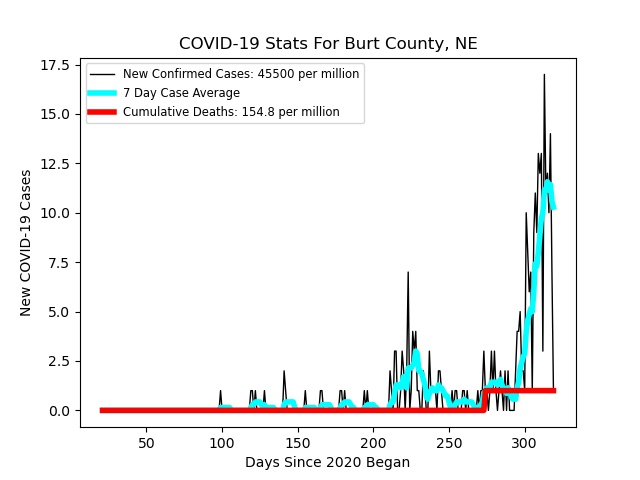 COVID-19 Stats For Burt County, NE
New Confirmed Cases: 45500 per million
7 Day Case Average
Cumulative Deaths: 154.8 per million
New COVID-19 Cases
17.5
15.0
12.5
10.0
7.5
5.0
2.5
0.0
50 100 150 200 250 300
Days Since 2020 Began